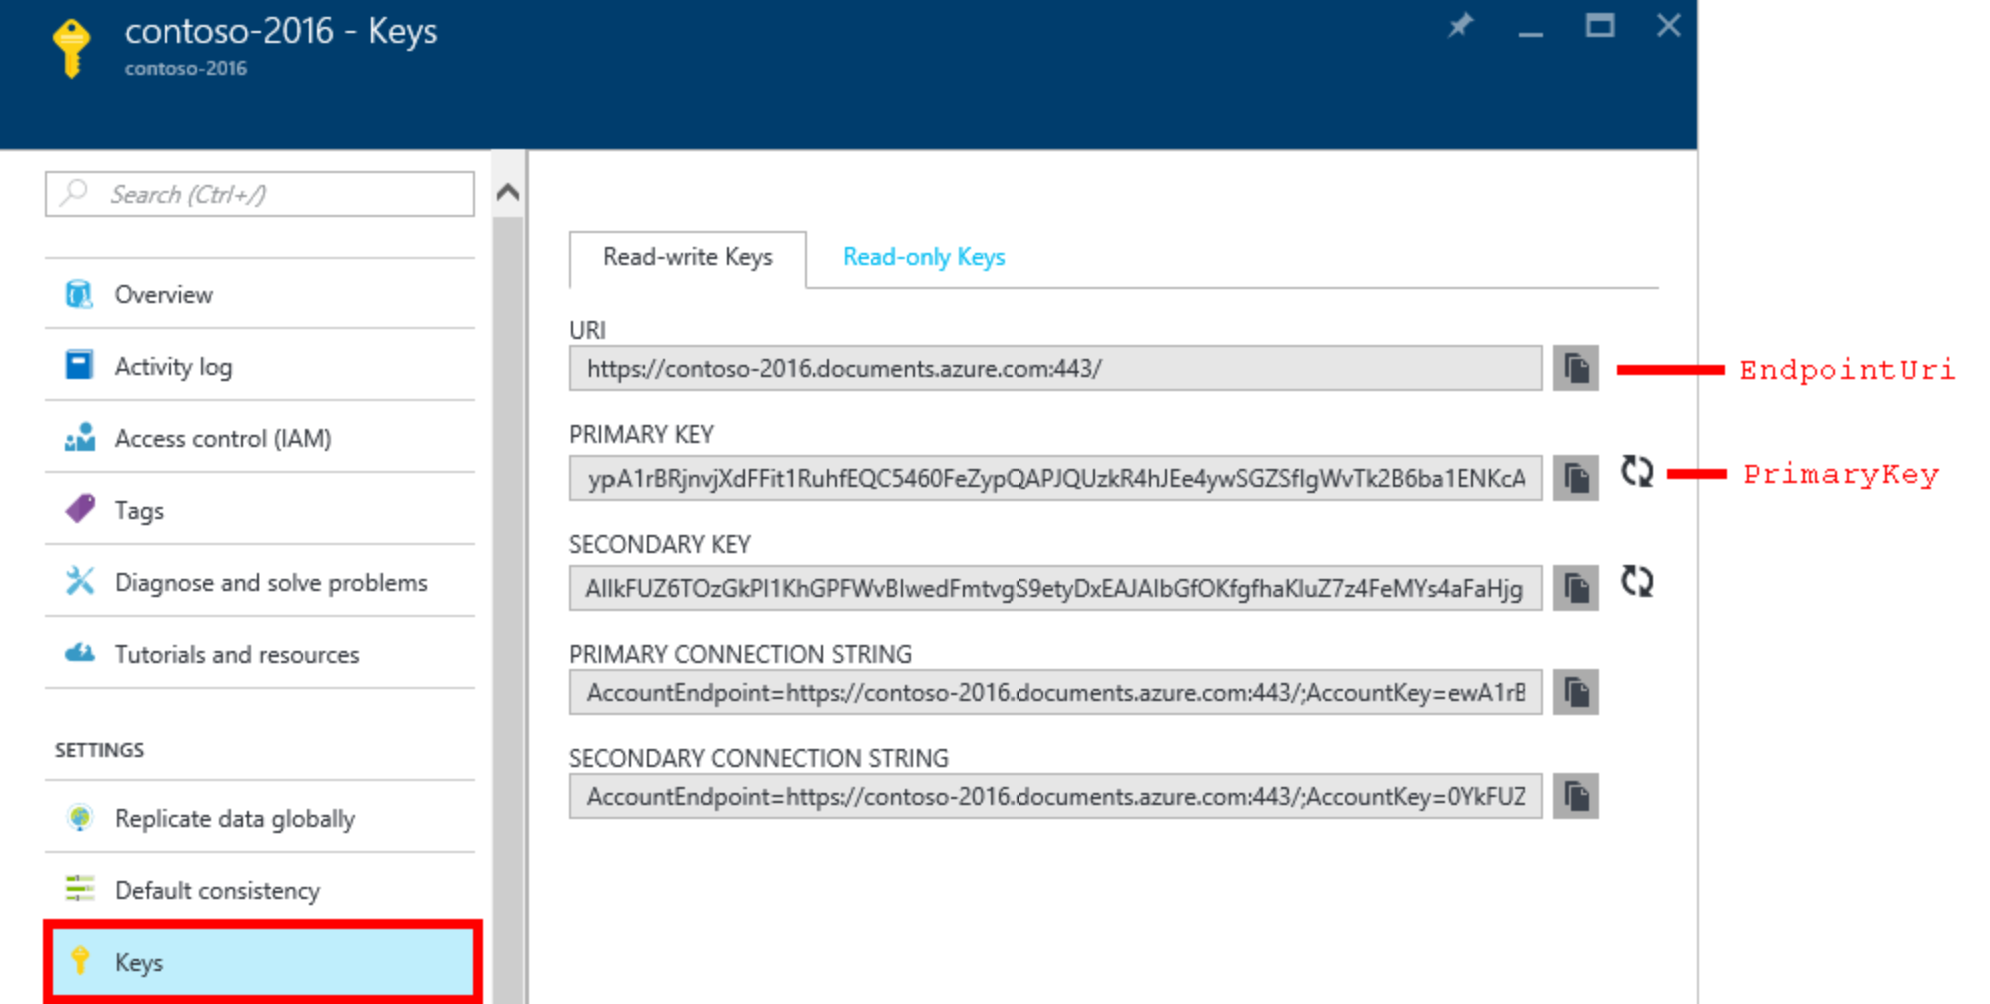 contoso-2016 - Keys
contoso-2016
Search (Ctrl+/)
Overview
Activity log
Access control (IAM)
Tags
Diagnose and solve problems
Tutorials and resources
SETTINGS
Replicate data globally
Default consistency
Keys
Read-write Keys
Read-only Keys
URI
https://contoso-2016.documents.azure.com:443/
EndpointUri
PRIMARY KEY
ypA1rBRjnvjXdFFit1RuhfEQC5460FeZypQAPJQUzkR4hJEe4ywSGZSfIgWvTk2B6ba1ENKcA
PrimaryKey
SECONDARY KEY
AIIkFUZ6TOzGkPI1KhGPFWvBIwedFmtvgS9etyDxEAJAIbGfOKfgfhaKIuZ7z4FeMYs4aFaHjg
PRIMARY CONNECTION STRING
AccountEndpoint=https://contoso-2016.documents.azure.com:443/;AccountKey=ewA1rB
SECONDARY CONNECTION STRING
AccountEndpoint=https://contoso-2016.documents.azure.com:443/;AccountKey=0YkFUZ